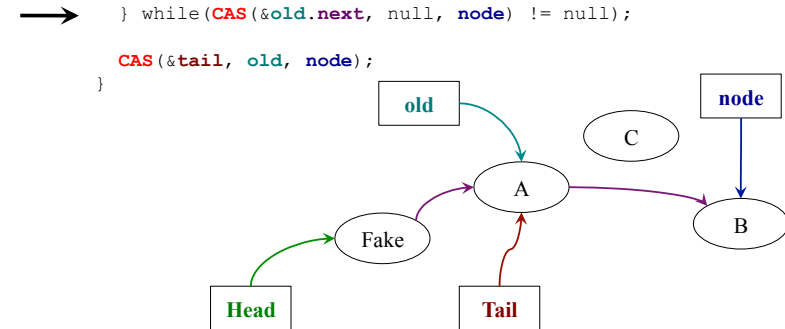 } while(CAS(&old.next, null, node) != null);
CAS(&tail, old, node);
}
old
node
C
A
B
Fake
Head
Tail